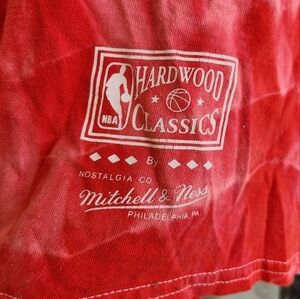 HARDWOOD
NBA
CLASSICS
By
NOSTALGIA CO.
Mitchell & Ness
PHILADELPHIA, PA